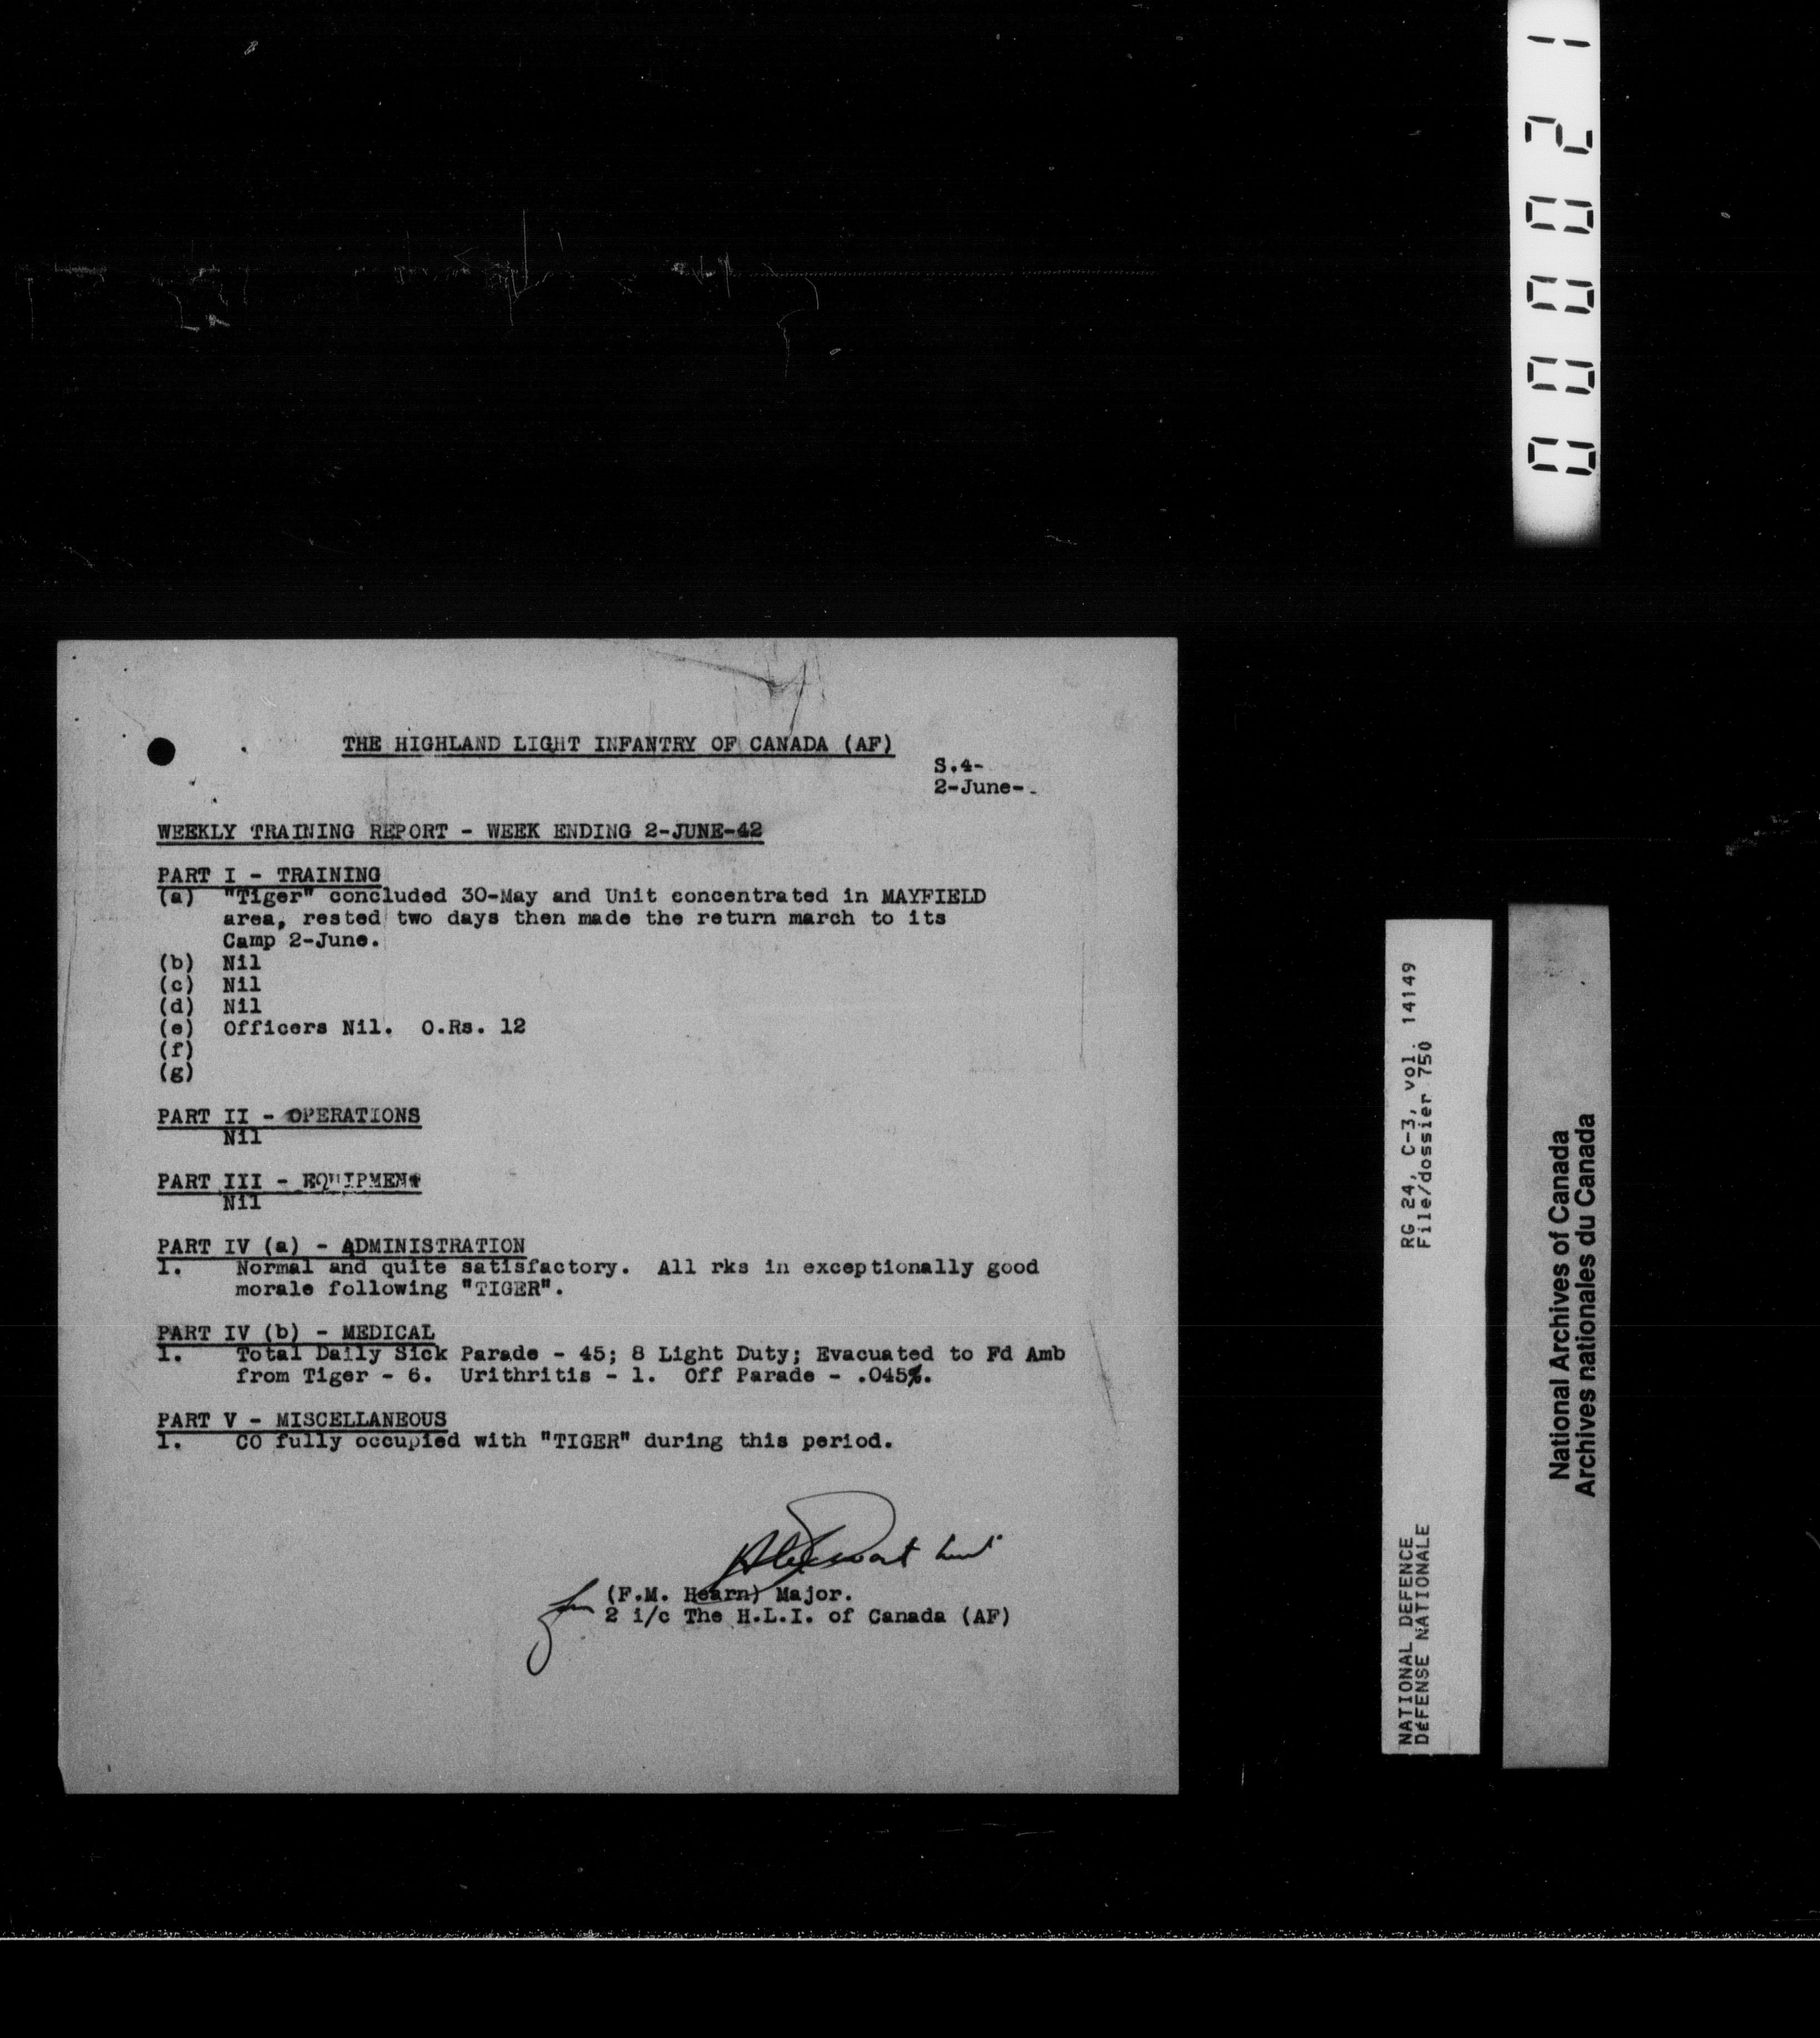 THE HIGHLAND LIGHT INFANTRY OF CANADA (AF)
S.4-
2-June-.
WEEKLY TRAINING REPORT - WEEK ENDING 2-JUNE-42
PART I - TRAINING
(a) "Tiger" concluded 30-May and Unit concentrated in MAYFIELD
area, rested two days then made the return march to its
Camp 2-June.
(b) Nil
(c) Nil
(d) Nil
(e) Officers Nil. O.Rs. 12
(f)
(g)
PART II - OPERATIONS
Nil
PART III - EQUIPMENT
Nil
PART IV (a) - ADMINISTRATION
1. Normal and quite satisfactory. All rks in exceptionally good
morale following "TIGER".
PART IV (b) - MEDICAL
1. Total Daily Sick Parade - 45; 8 Light Duty; Evacuated to Fd Amb
from Tiger - 6. Urithritis - 1. Off Parade - .045%.
PART V - MISCELLANEOUS
1. CO fully occupied with "TIGER" during this period.
for (F.M. Hearn) Major.
2 i/c The H.L.I. of Canada (AF)
000021
NATIONAL DEFENCE RG 24, C-3, vol. 14149
DÉFENSE NATIONALE File/dossier 750
National Archives of Canada
Archives nationales du Canada